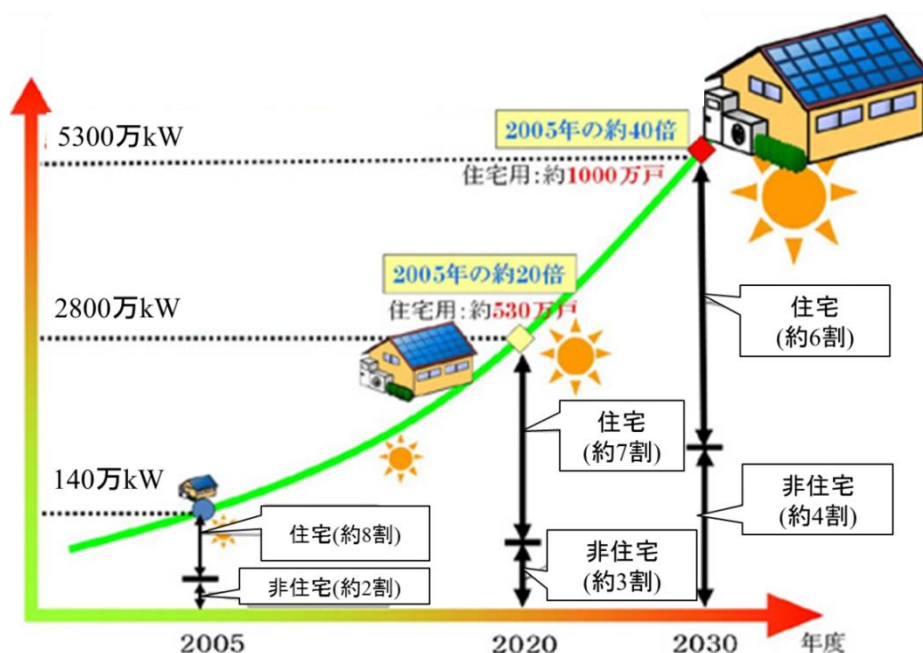 5300万kW
2005年の約40倍
住宅用:約1000万戸
2005年の約20倍
2800万kW
住宅用:約530万戸
住宅
(約6割)
住宅
(約7割)
140万kW
非住宅
(約4割)
住宅(約8割)
非住宅
(約3割)
非住宅(約2割)
2005
2020
2030
年度